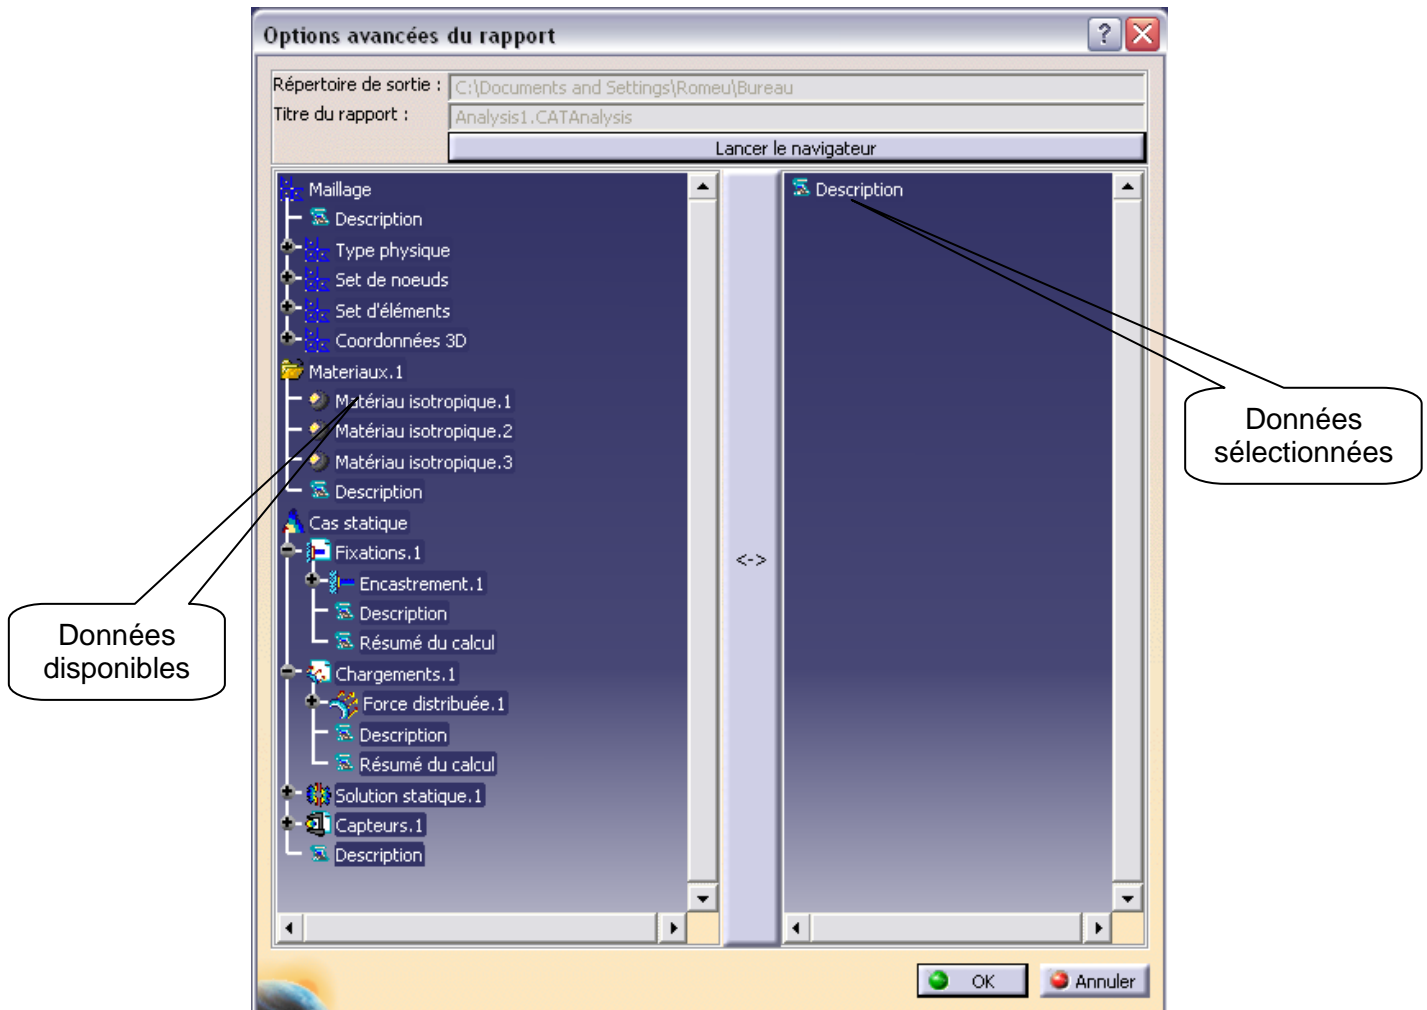 Options avancées du rapport
?
Répertoire de sortie : C:\Documents and Settings\Romeu\Bureau
Titre du rapport : Analysis1.CATAnalysis
Lancer le navigateur
Maillage
Description
Type physique
Set de noeuds
Set d'éléments
Coordonnées 3D
Materiaux.1
Matériau isotropique.1
Matériau isotropique.2
Matériau isotropique.3
Description
Cas statique
Fixations.1
Encastrement.1
Description
Résumé du calcul
Chargements.1
Force distribuée.1
Description
Résumé du calcul
Solution statique.1
Capteurs.1
Description
<->
Description
Données
disponibles
Données
sélectionnées
OK
Annuler